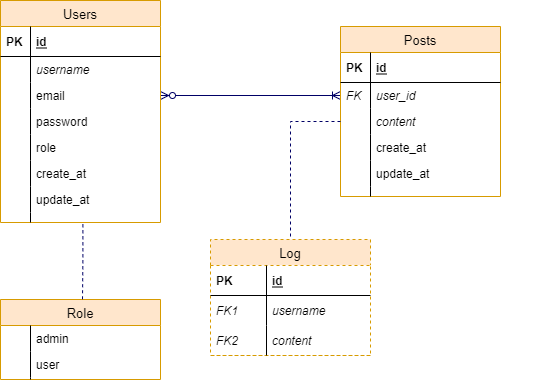 Users
PK id
username
email
password
role
create_at
update_at
Posts
PK id
FK user_id
content
create_at
update_at
Log
PK id
FK1 username
FK2 content
Role
admin
user